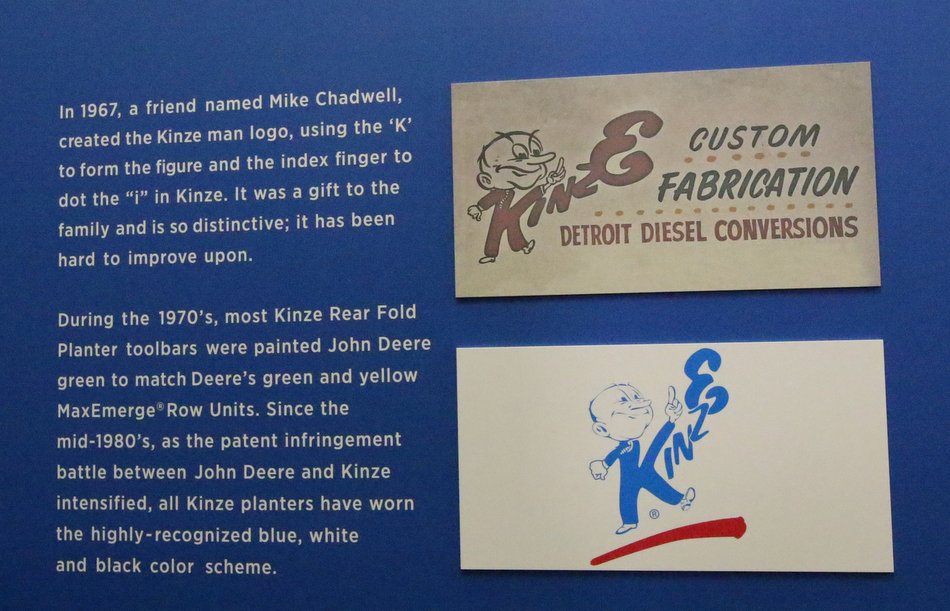 In 1967, a friend named Mike Chadwell,
created the Kinze man logo, using the ‘K’
to form the figure and the index finger to
dot the “i” in Kinze. It was a gift to the
family and is so distinctive; it has been
hard to improve upon.
During the 1970’s, most Kinze Rear Fold
Planter toolbars were painted John Deere
green to match Deere’s green and yellow
MaxEmerge® Row Units. Since the
mid-1980’s, as the patent infringement
battle between John Deere and Kinze
intensified, all Kinze planters have worn
the highly-recognized blue, white
and black color scheme.
KINZE
CUSTOM
FABRICATION
DETROIT DIESEL CONVERSIONS
KINZE
®